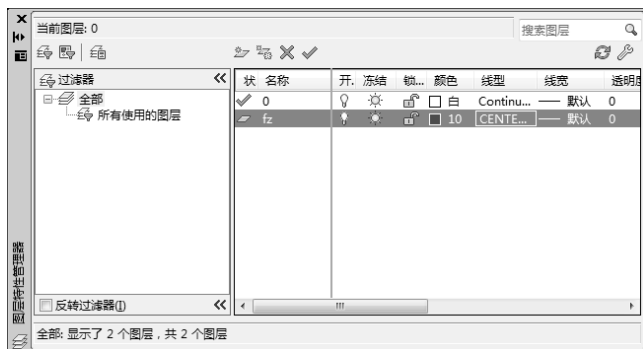 当前图层: 0
搜索图层
过滤器
全部
所有使用的图层
反转过滤器(I)
状 名称 开. 冻结 锁... 颜色 线型 线宽 透明度
0 白 Continu... 默认 0
fz 10 CENTE... 默认 0
全部: 显示了 2 个图层 , 共 2 个图层
图层特性管理器